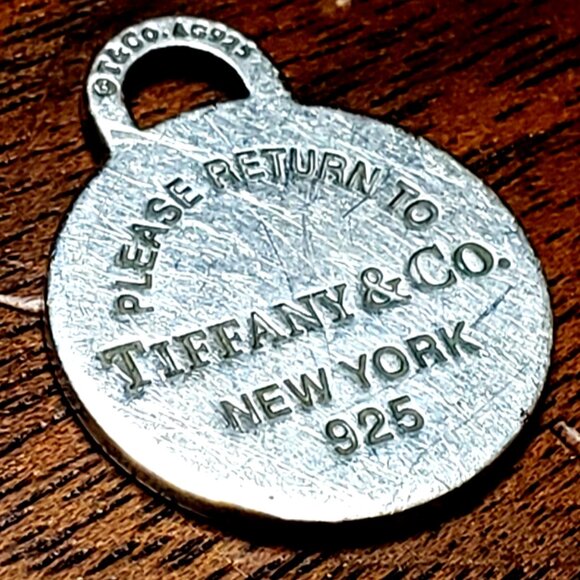 ©T&CO. AG925
PLEASE RETURN TO
TIFFANY & CO.
NEW YORK
925